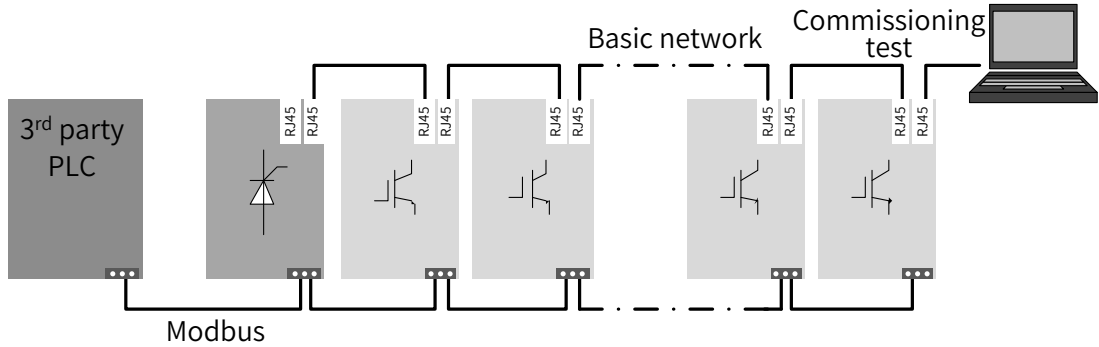 Basic network
Commissioning
test
3rd party
PLC
RJ45
RJ45
RJ45
RJ45
RJ45
RJ45
RJ45
RJ45
RJ45
RJ45
Modbus